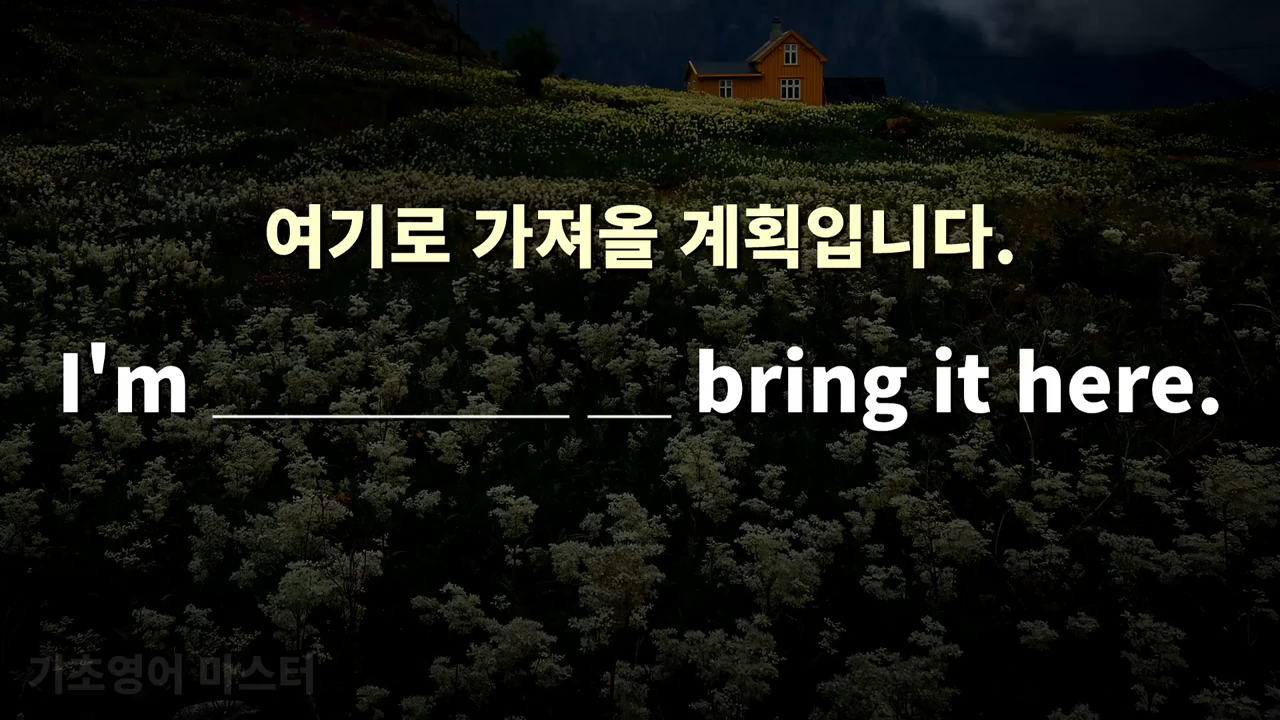 여기로 가져올 계획입니다.
I'm _________ __ bring it here.
기초영어 마스터